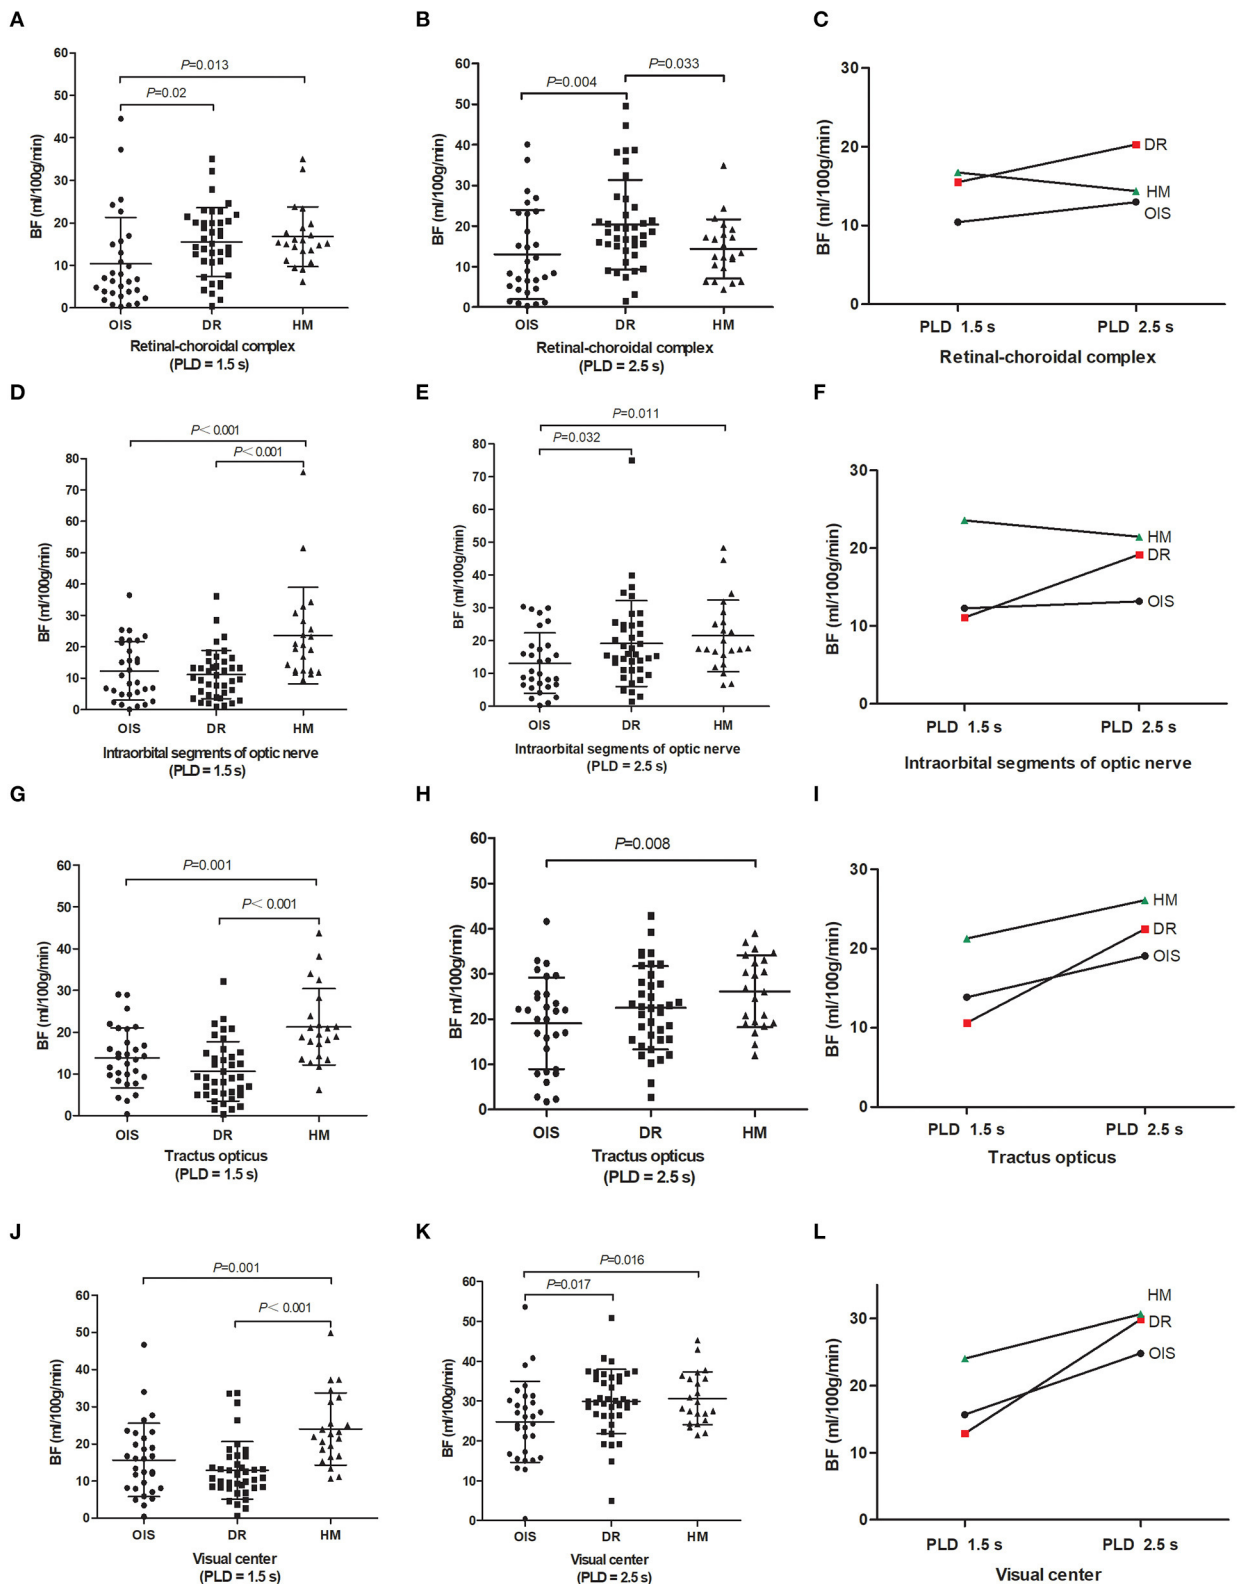 A
B
C
60
50
40
30
20
10
0
BF (ml/100g/min)
P=0.013
P=0.02
OIS DR HM
Retinal-choroidal complex
(PLD = 1.5 s)
60
50
40
30
20
10
0
BF (ml/100g/min)
P=0.004
P=0.033
OIS DR HM
Retinal-choroidal complex
(PLD = 2.5 s)
30
20
10
0
BF (ml/100g/min)
DR
HM
OIS
PLD 1.5 s PLD 2.5 s
Retinal-choroidal complex
D
E
F
80
70
60
50
40
30
20
10
0
BF (ml/100g/min)
P< 0.001
P< 0.001
OIS DR HM
Intraorbital segments of optic nerve
(PLD = 1.5 s)
80
70
60
50
40
30
20
10
0
BF (ml/100g/min)
P=0.011
P=0.032
OIS DR HM
Intraorbital segments of optic nerve
(PLD = 2.5 s)
30
20
10
0
BF (ml/100g/min)
HM
DR
OIS
PLD 1.5 s PLD 2.5 s
Intraorbital segments of optic nerve
G
H
I
60
50
40
30
20
10
0
BF (ml/100g/min)
P=0.001
P< 0.001
OIS DR HM
Tractus opticus
(PLD = 1.5 s)
60
50
40
30
20
10
0
BF ml/100g/min)
P=0.008
OIS DR HM
Tractus opticus
(PLD = 2.5 s)
30
20
10
0
BF (ml/100g/min)
HM
DR
OIS
PLD 1.5 s PLD 2.5 s
Tractus opticus
J
K
L
60
50
40
30
20
10
0
BF (ml/100g/min)
P=0.001
P< 0.001
OIS DR HM
Visual center
(PLD = 1.5 s)
60
50
40
30
20
10
0
BF (ml/100g/min)
P=0.016
P=0.017
OIS DR HM
Visual center
(PLD = 2.5 s)
30
20
10
0
BF (ml/100g/min)
HM
DR
OIS
PLD 1.5 s PLD 2.5 s
Visual center